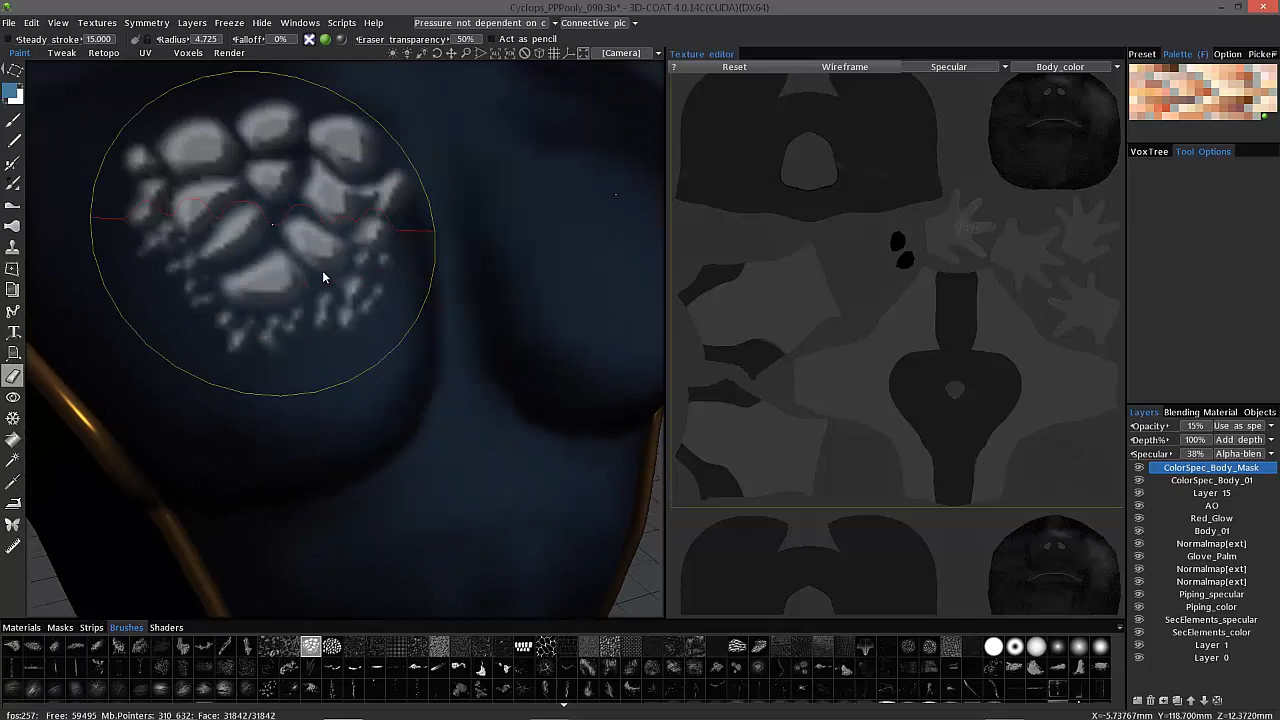 Cyclops_PPPonly_090.3b* - 3D-COAT 4.0.14C(CUDA)(DX64)
File Edit View Textures Symmetry Layers Freeze Hide Windows Scripts Help Pressure not dependent on c Connective pic
Steady stroke 15.000 Radius 4.725 Falloff 0% Eraser transparency 50% Act as pencil
Paint Tweak Retopo UV Voxels Render [Camera] Texture editor Preset Palette (F) Option Picker
? Reset Wireframe Specular Body_color
VoxTree Tool Options
Layers Blending Material Objects
Opacity 15% Use as spe
Depth% 100% Add depth
Specular 38% Alpha-blen
ColorSpec_Body_Mask
ColorSpec_Body_01
Layer 15
AO
Red_Glow
Body_01
Normalmap[ext]
Glove_Palm
Normalmap[ext]
Normalmap[ext]
Piping_specular
Piping_color
SecElements_specular
SecElements_color
Layer 1
Layer 0
Materials Masks Strips Brushes Shaders
fps:257; Free: 59495 Mb.Pointers: 310 632; Face: 31842/31842 X=-5.73767mm Y=118.700mm Z=12.3720mm